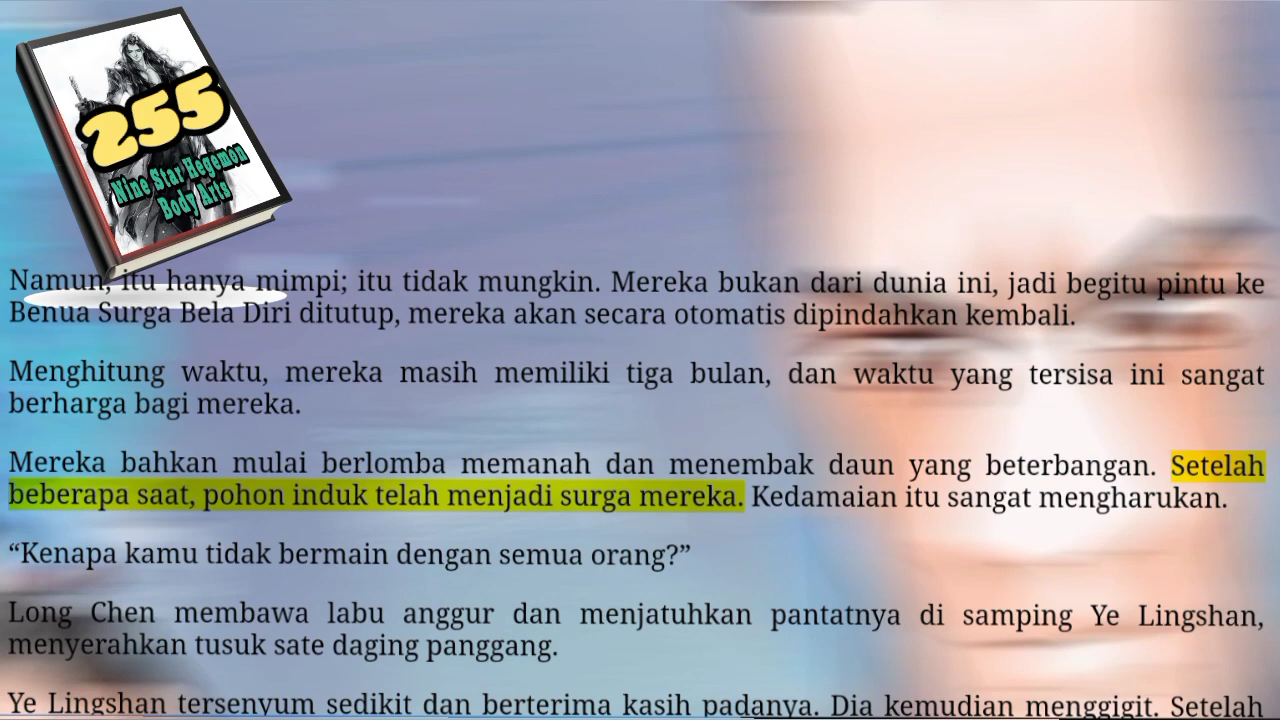 255
Nine Star Hegemon
Body Arts
Namun, itu hanya mimpi; itu tidak mungkin. Mereka bukan dari dunia ini, jadi begitu pintu ke
Benua Surga Bela Diri ditutup, mereka akan secara otomatis dipindahkan kembali.
Menghitung waktu, mereka masih memiliki tiga bulan, dan waktu yang tersisa ini sangat
berharga bagi mereka.
Mereka bahkan mulai berlomba memanah dan menembak daun yang beterbangan. Setelah
beberapa saat, pohon induk telah menjadi surga mereka. Kedamaian itu sangat mengharukan.
“Kenapa kamu tidak bermain dengan semua orang?”
Long Chen membawa labu anggur dan menjatuhkan pantatnya di samping Ye Lingshan,
menyerahkan tusuk sate daging panggang.
Ye Lingshan tersenyum sedikit dan berterima kasih padanya. Dia kemudian menggigit. Setelah